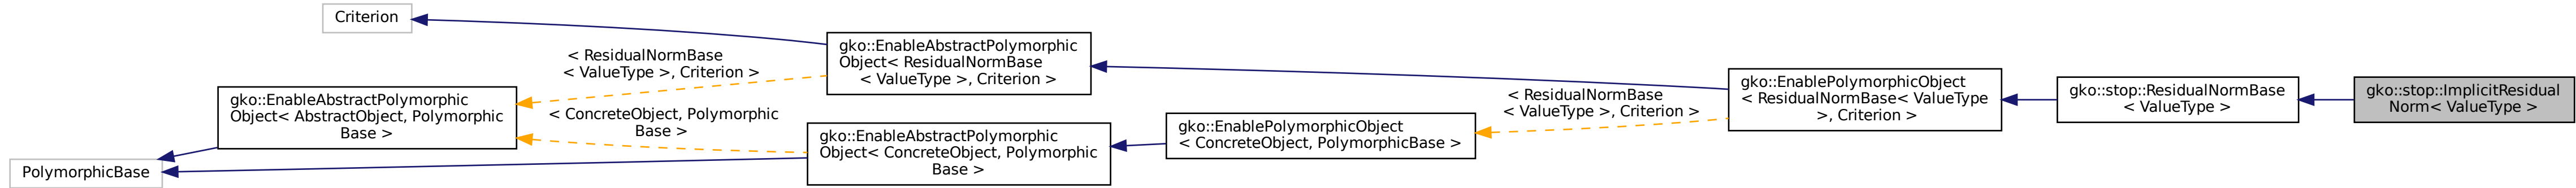 Criterion
gko::EnableAbstractPolymorphic
Object< ResidualNormBase
< ValueType >, Criterion >
< ResidualNormBase
< ValueType >, Criterion >
gko::EnableAbstractPolymorphic
Object< AbstractObject, Polymorphic
Base >
< ConcreteObject, Polymorphic
Base >
PolymorphicBase
gko::EnableAbstractPolymorphic
Object< ConcreteObject, Polymorphic
Base >
gko::EnablePolymorphicObject
< ConcreteObject, PolymorphicBase >
< ResidualNormBase
< ValueType >, Criterion >
gko::EnablePolymorphicObject
< ResidualNormBase< ValueType
>, Criterion >
gko::stop::ResidualNormBase
< ValueType >
gko::stop::ImplicitResidual
Norm< ValueType >